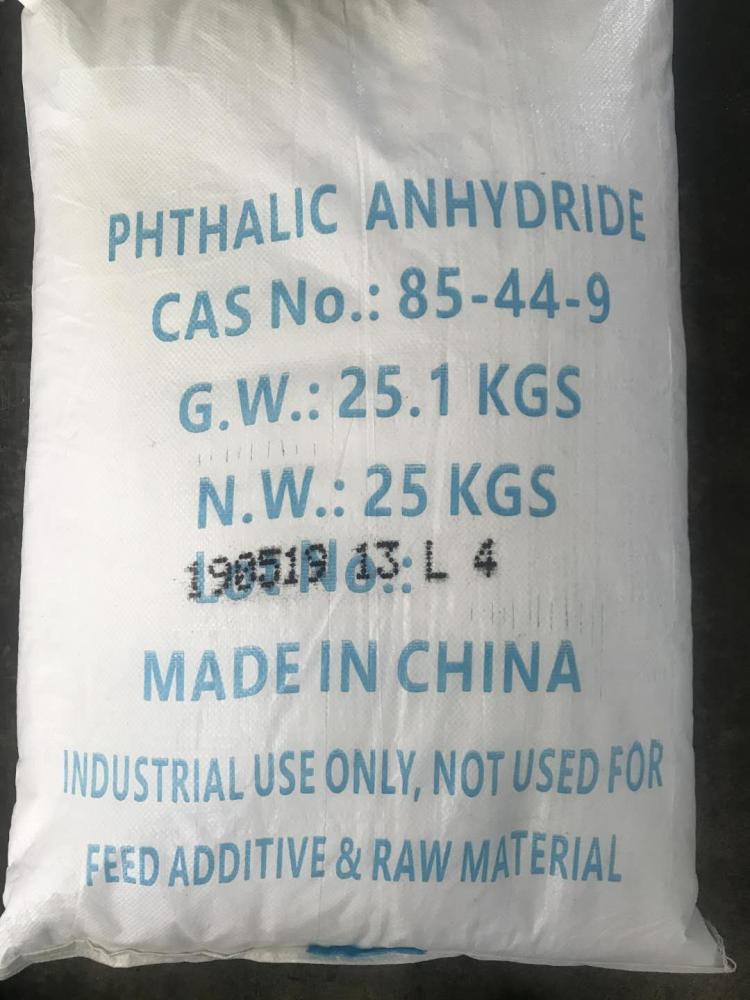 PHTHALIC ANHYDRIDE
CAS No.: 85-44-9
G.W.: 25.1 KGS
N.W.: 25 KGS
Lot No.:
190519 13 L 4
MADE IN CHINA
INDUSTRIAL USE ONLY, NOT USED FOR
FEED ADDITIVE & RAW MATERIAL